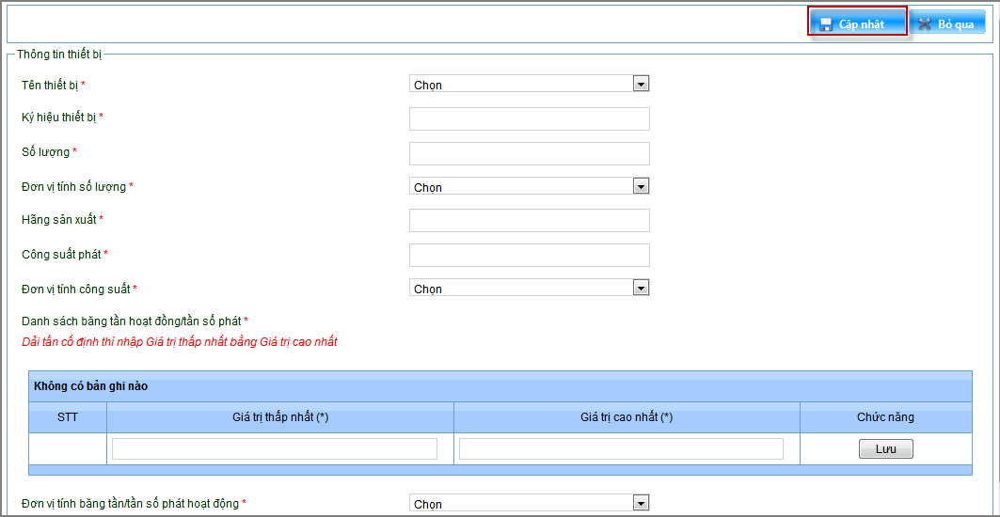 Cập nhật Bỏ qua
Thông tin thiết bị
Tên thiết bị * Chọn
Ký hiệu thiết bị *
Số lượng *
Đơn vị tính số lượng * Chọn
Hãng sản xuất *
Công suất phát *
Đơn vị tính công suất * Chọn
Danh sách băng tần hoạt đồng/tần số phát *
Dải tần cố định thì nhập Giá trị thấp nhất bằng Giá trị cao nhất
Không có bản ghi nào
STT Giá trị thấp nhất (*) Giá trị cao nhất (*) Chức năng
Lưu
Đơn vị tính băng tần/tần số phát hoạt động * Chọn